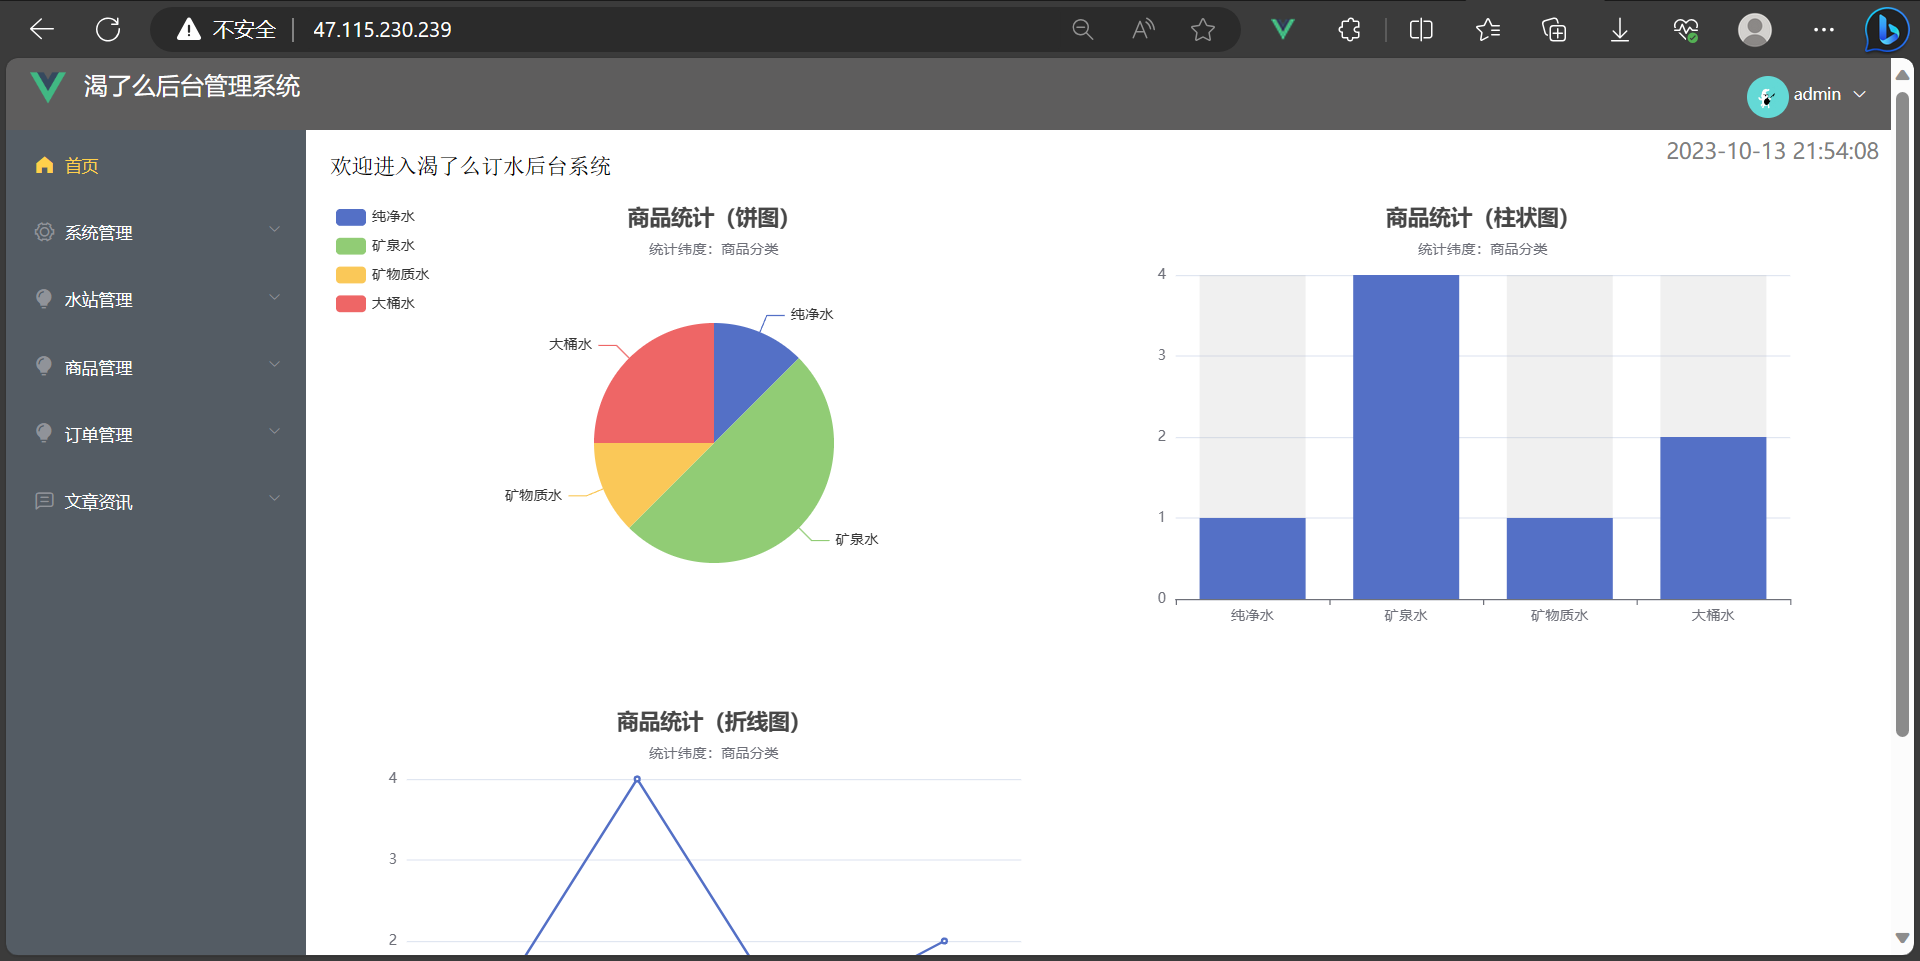 不安全 47.115.230.239
渴了么后台管理系统
admin
首页
系统管理
水站管理
商品管理
订单管理
文章资讯
欢迎进入渴了么订水后台系统
2023-10-13 21:54:08
纯净水
矿泉水
矿物质水
大桶水
商品统计（饼图）
统计纬度：商品分类
纯净水
大桶水
矿物质水
矿泉水
商品统计（柱状图）
统计纬度：商品分类
4
3
2
1
0
纯净水 矿泉水 矿物质水 大桶水
商品统计（折线图）
统计纬度：商品分类
4
3
2